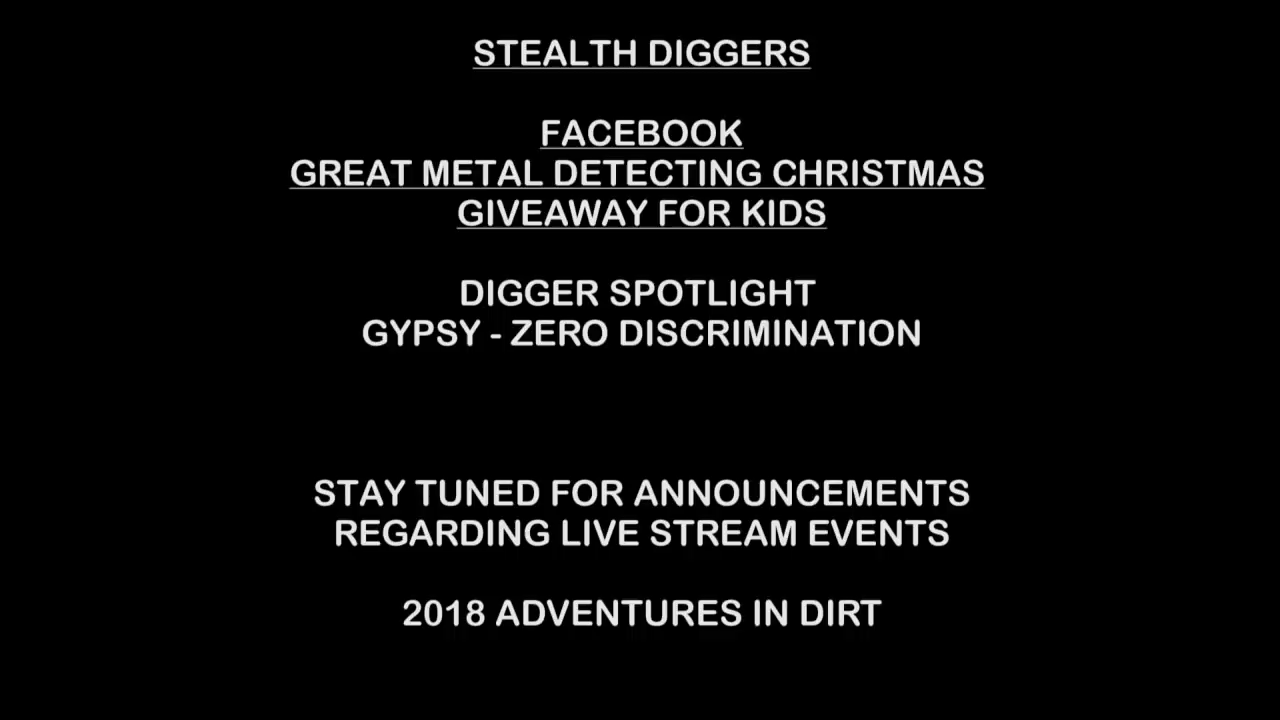 STEALTH DIGGERS
FACEBOOK
GREAT METAL DETECTING CHRISTMAS
GIVEAWAY FOR KIDS
DIGGER SPOTLIGHT
GYPSY - ZERO DISCRIMINATION
STAY TUNED FOR ANNOUNCEMENTS
REGARDING LIVE STREAM EVENTS
2018 ADVENTURES IN DIRT